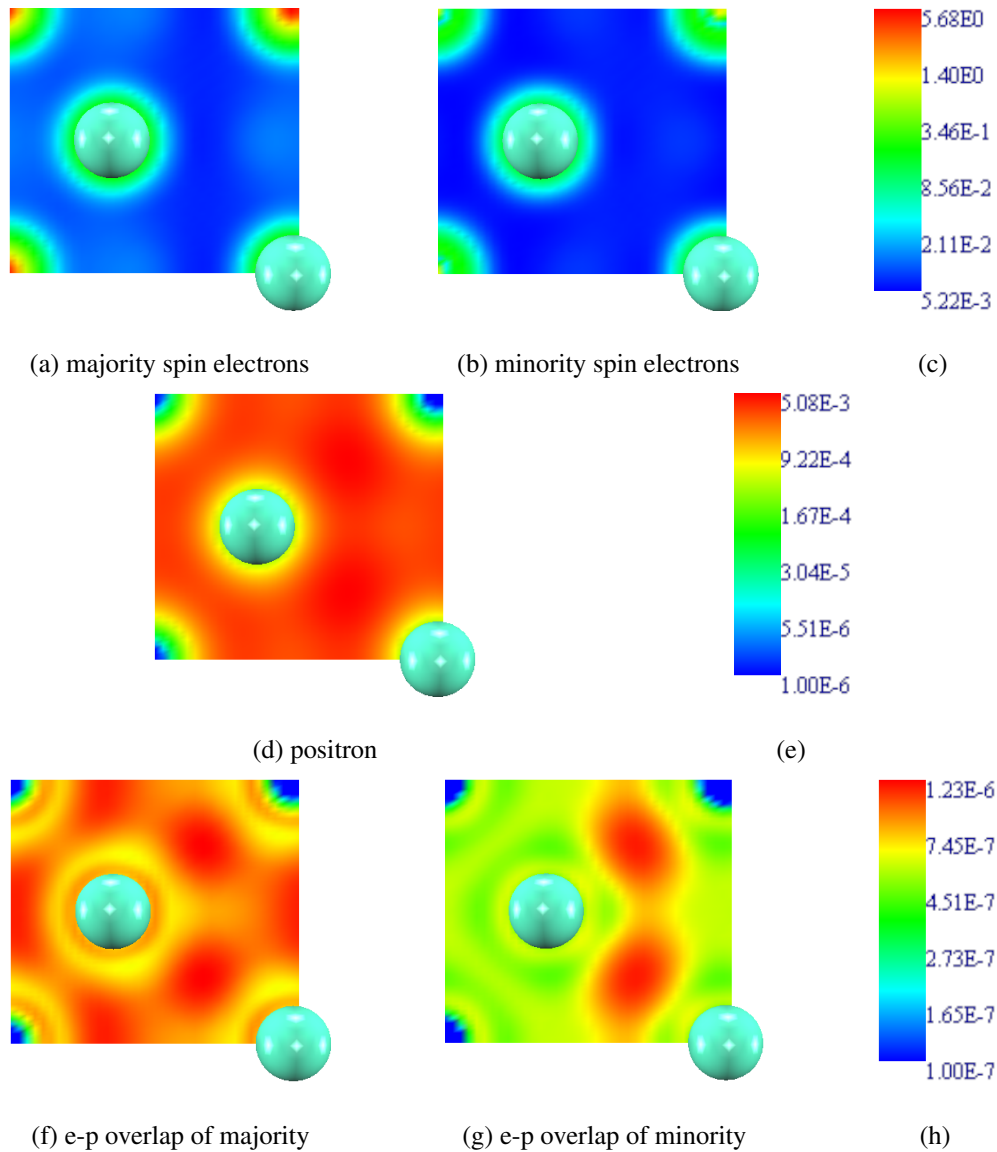 5.68E0
1.40E0
3.46E-1
8.56E-2
2.11E-2
5.22E-3
(a) majority spin electrons
(b) minority spin electrons
(c)
5.08E-3
9.22E-4
1.67E-4
3.04E-5
5.51E-6
1.00E-6
(d) positron
(e)
1.23E-6
7.45E-7
4.51E-7
2.73E-7
1.65E-7
1.00E-7
(f) e-p overlap of majority
(g) e-p overlap of minority
(h)